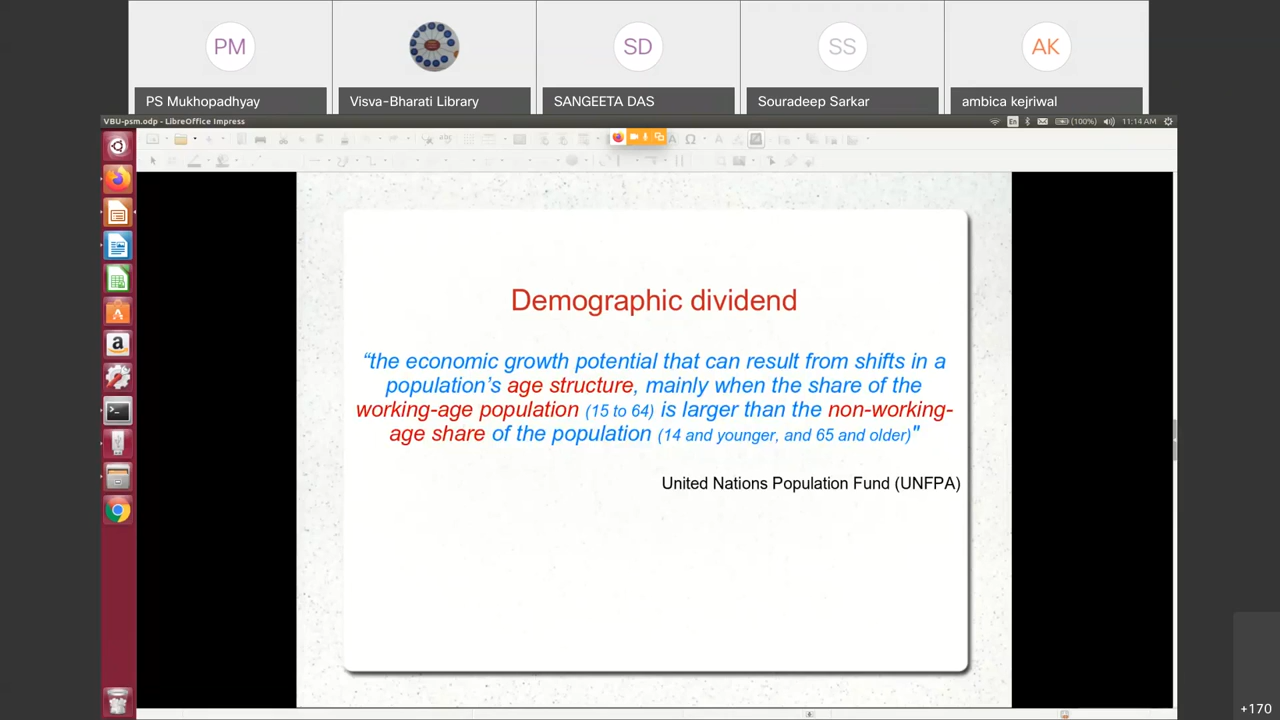 PM
SD
SS
AK
PS Mukhopadhyay
Visva-Bharati Library
SANGEETA DAS
Souradeep Sarkar
ambica kejriwal
VBU-psm.odp - LibreOffice Impress
En
(100%)
11:14 AM
Demographic dividend
“the economic growth potential that can result from shifts in a
population’s age structure, mainly when the share of the
working-age population (15 to 64) is larger than the non-working-
age share of the population (14 and younger, and 65 and older)"
United Nations Population Fund (UNFPA)
+170